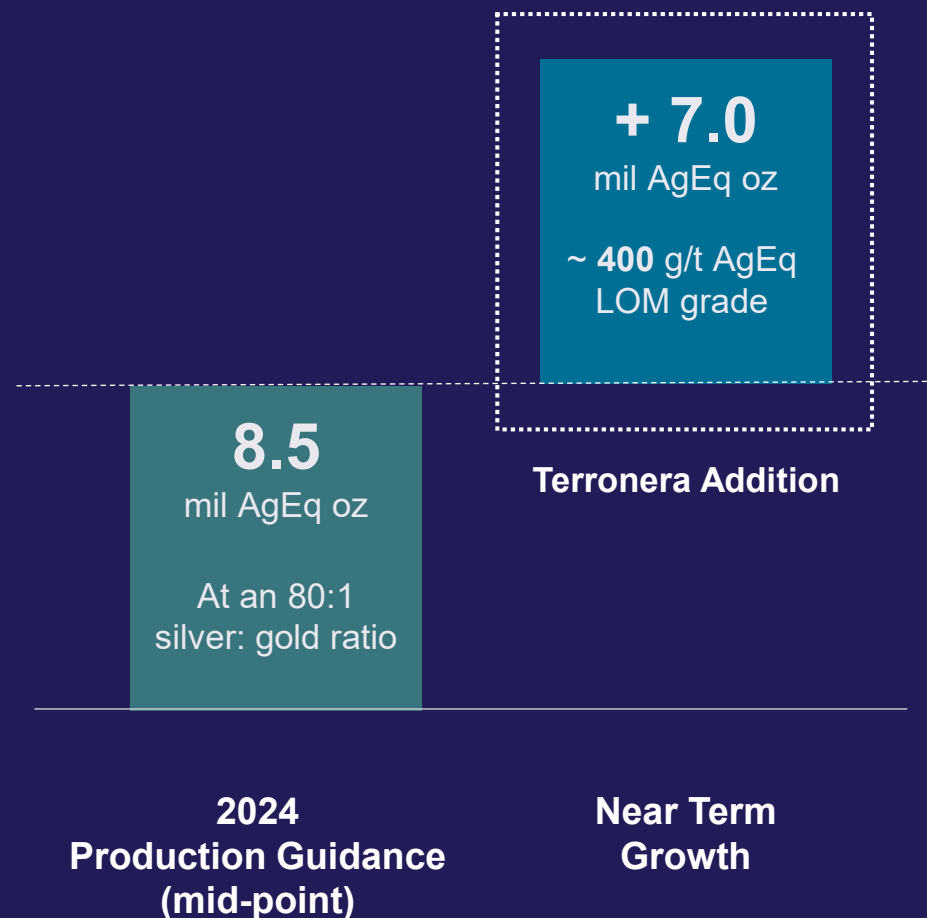 + 7.0
mil AgEq oz
~ 400 g/t AgEq
LOM grade
8.5
mil AgEq oz
At an 80:1
silver: gold ratio
Terronera Addition
2024
Production Guidance
(mid-point)
Near Term
Growth